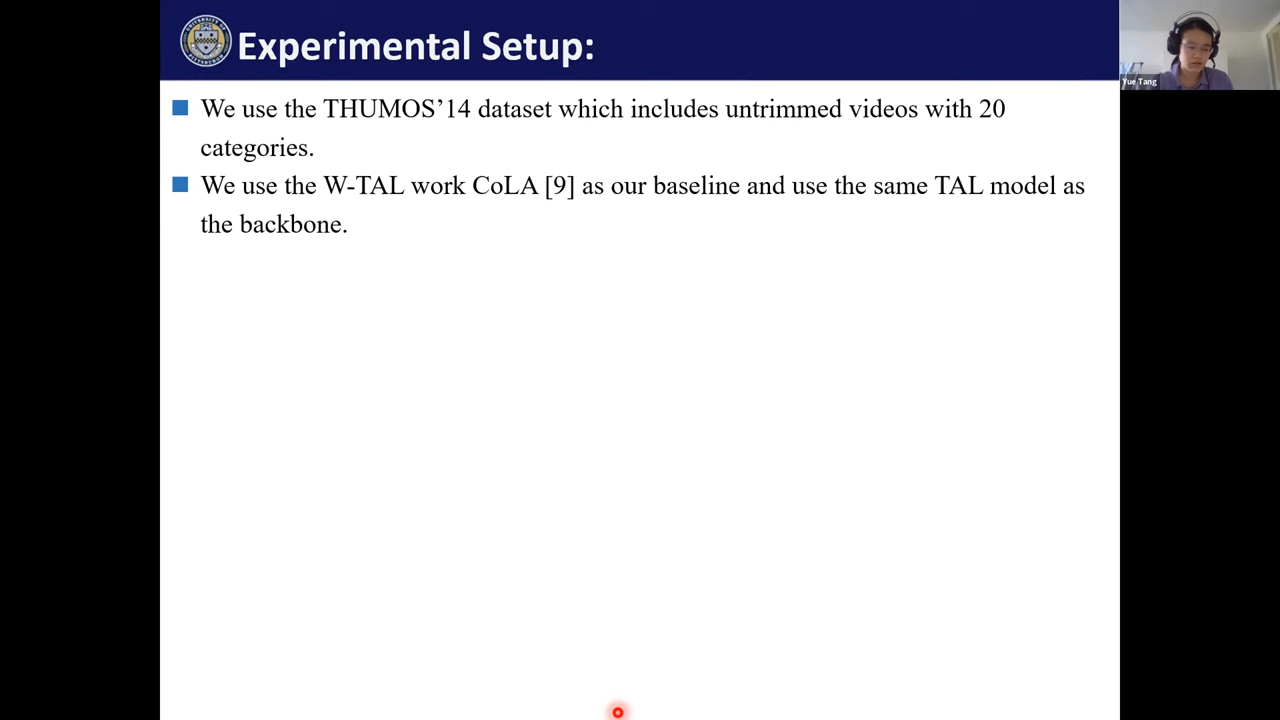 Experimental Setup:
We use the THUMOS’14 dataset which includes untrimmed videos with 20
categories.
We use the W-TAL work CoLA [9] as our baseline and use the same TAL model as
the backbone.
Yue Tang